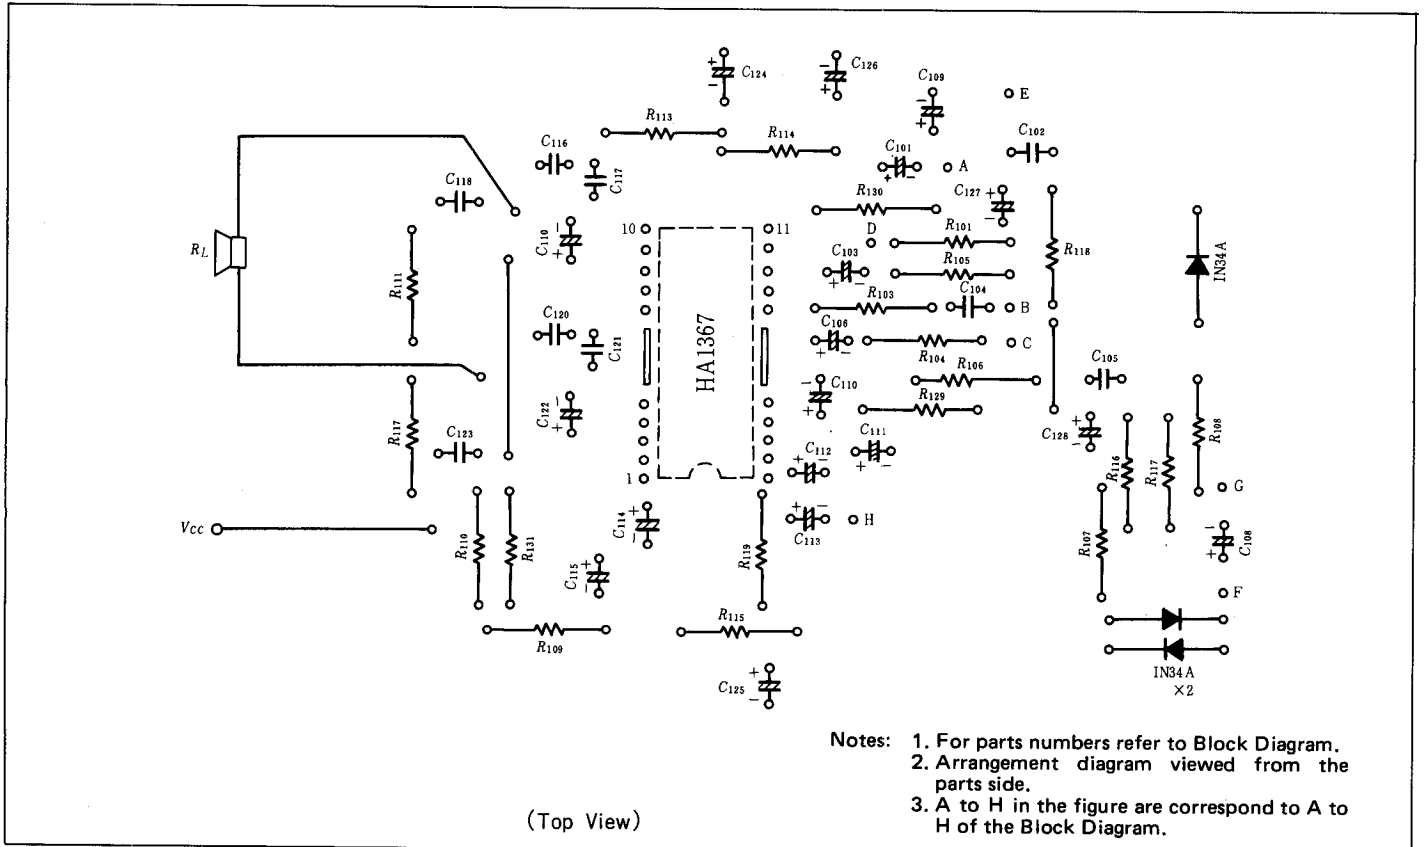 C124
C126
C109
E
R113
R114
C102
C116
C101
A
C117
C118
R130
C127
D
R101
R118
RL
C110
10
11
C103
R105
IN34A
R111
R103
C104
B
C120
C121
HA1367
C106
R104
C
R106
C105
C110
R129
C122
R117
C123
C111
C128
R108
C112
R116
R117
1
G
Vcc
C114
C113
H
R110
R131
R119
R107
C108
C115
F
R115
R109
IN34A
×2
C125
Notes: 1. For parts numbers refer to Block Diagram.
2. Arrangement diagram viewed from the
parts side.
3. A to H in the figure are correspond to A to
H of the Block Diagram.
(Top View)